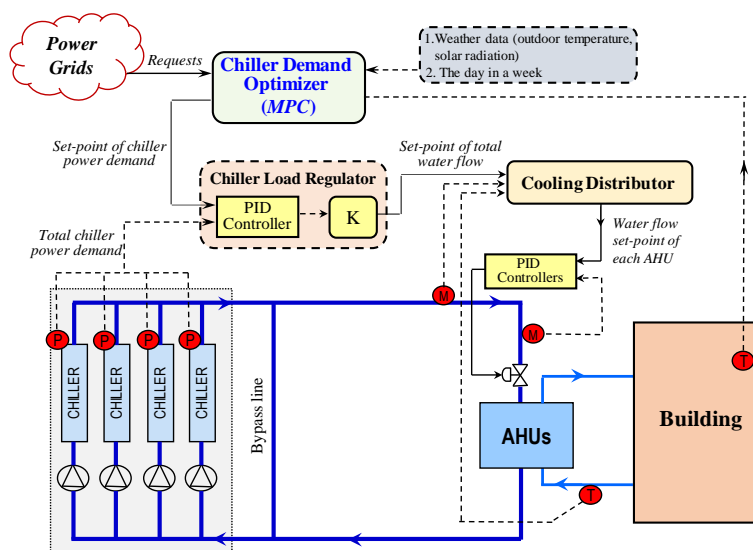 Power
Grids
Requests
Chiller Demand
Optimizer
(MPC)
1.Weather data (outdoor temperature,
solar radiation)
2. The day in a week
Set-point of chiller
power demand
Set-point of total
water flow
Chiller Load Regulator
PID
Controller
K
Cooling Distributor
Total chiller
power demand
Water flow
set-point of
each AHU
PID
Controllers
M
M
P
P
P
P
CHILLER
CHILLER
CHILLER
CHILLER
Bypass line
AHUs
T
Building
T